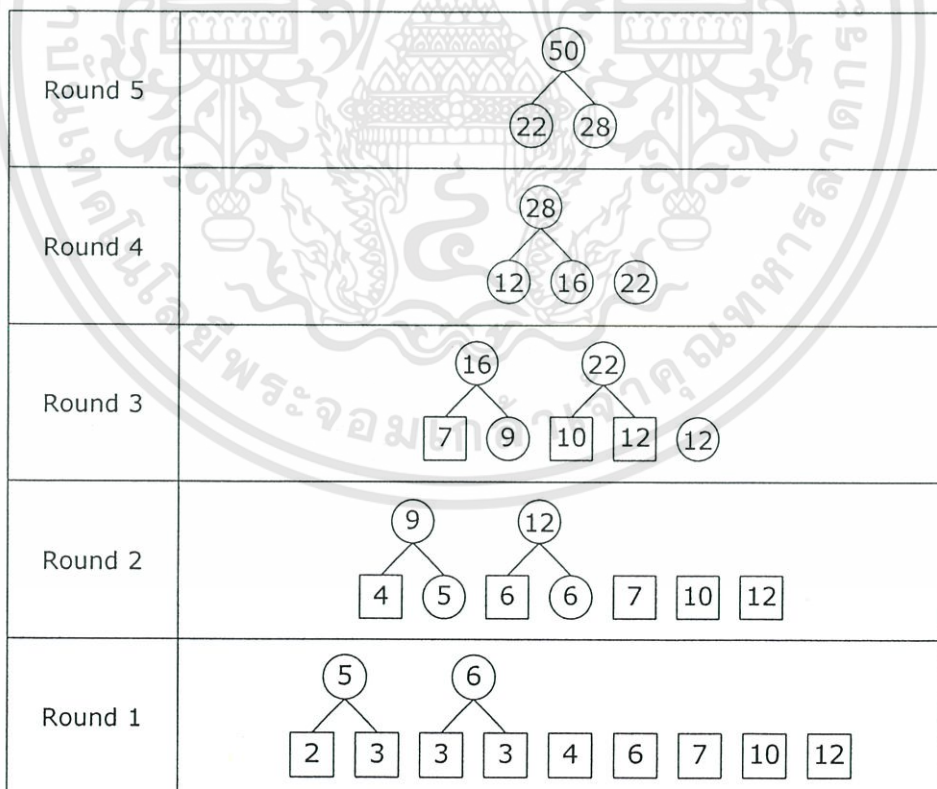 Round 5
50
22 28
Round 4
28
12 16 22
Round 3
16 22
7 9 10 12 12
Round 2
9 12
4 5 6 6 7 10 12
Round 1
5 6
2 3 3 3 4 6 7 10 12